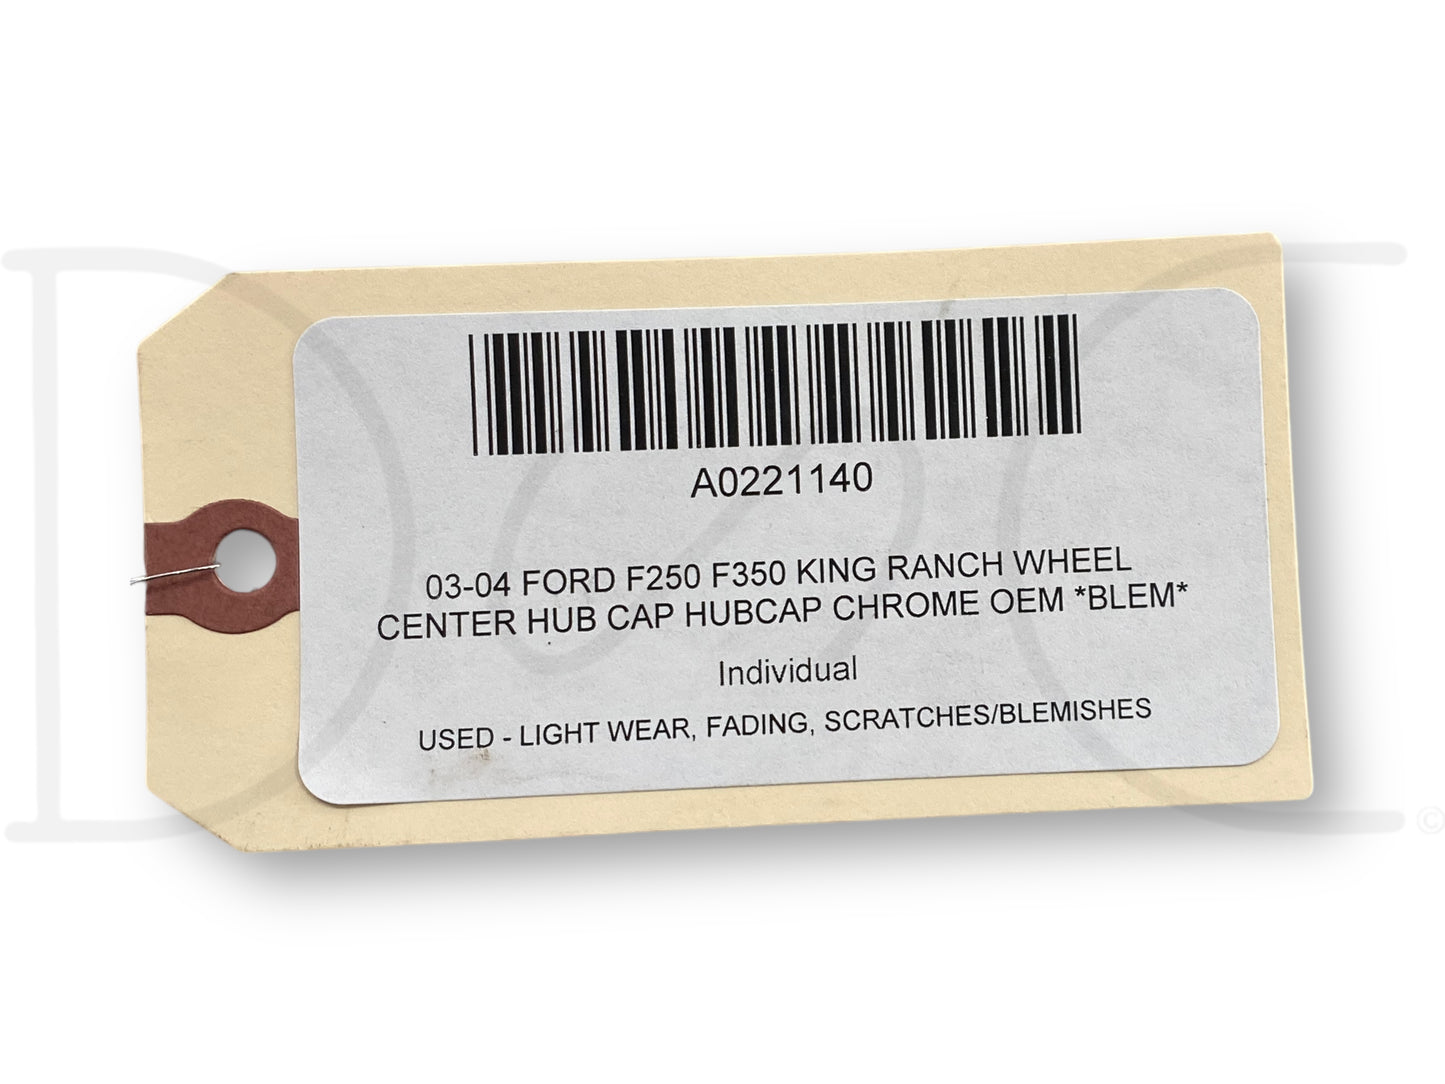 A0221140
03-04 FORD F250 F350 KING RANCH WHEEL
CENTER HUB CAP HUBCAP CHROME OEM *BLEM*
Individual
USED - LIGHT WEAR, FADING, SCRATCHES/BLEMISHES
©